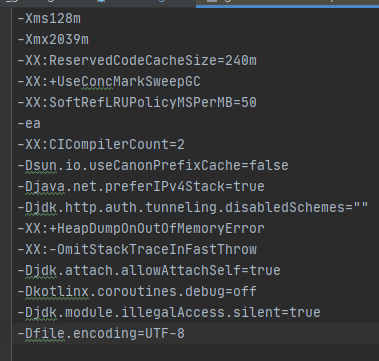 -Xms128m
-Xmx2039m
-XX:ReservedCodeCacheSize=240m
-XX:+UseConcMarkSweepGC
-XX:SoftRefLRUPolicyMSPerMB=50
-ea
-XX:CICompilerCount=2
-Dsun.io.useCanonPrefixCache=false
-Djava.net.preferIPv4Stack=true
-Djdk.http.auth.tunneling.disabledSchemes=""
-XX:+HeapDumpOnOutOfMemoryError
-XX:-OmitStackTraceInFastThrow
-Djdk.attach.allowAttachSelf=true
-Dkotlinx.coroutines.debug=off
-Djdk.module.illegalAccess.silent=true
-Dfile.encoding=UTF-8